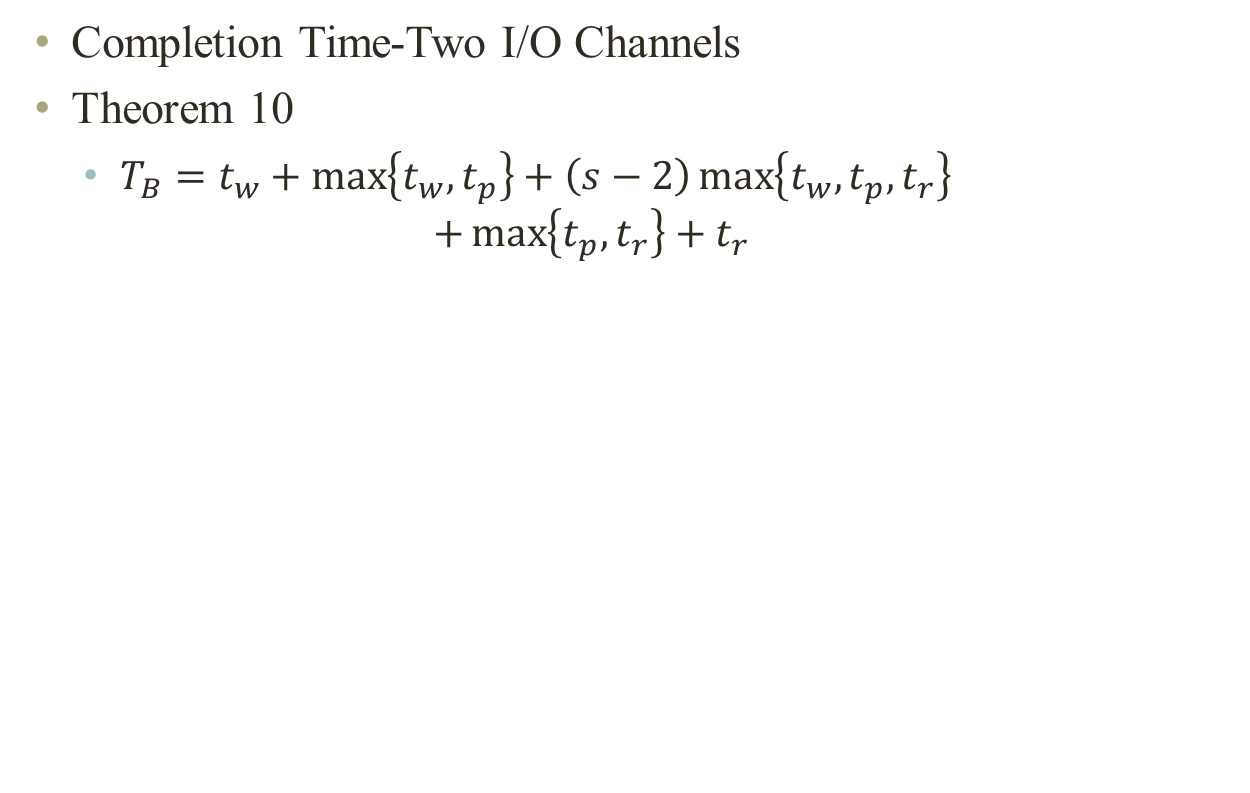 • Completion Time-Two I/O Channels
• Theorem 10
• $T_B = t_w + \max\{t_w, t_p\} + (s - 2) \max\{t_w, t_p, t_r\}$
$+ \max\{t_p, t_r\} + t_r$